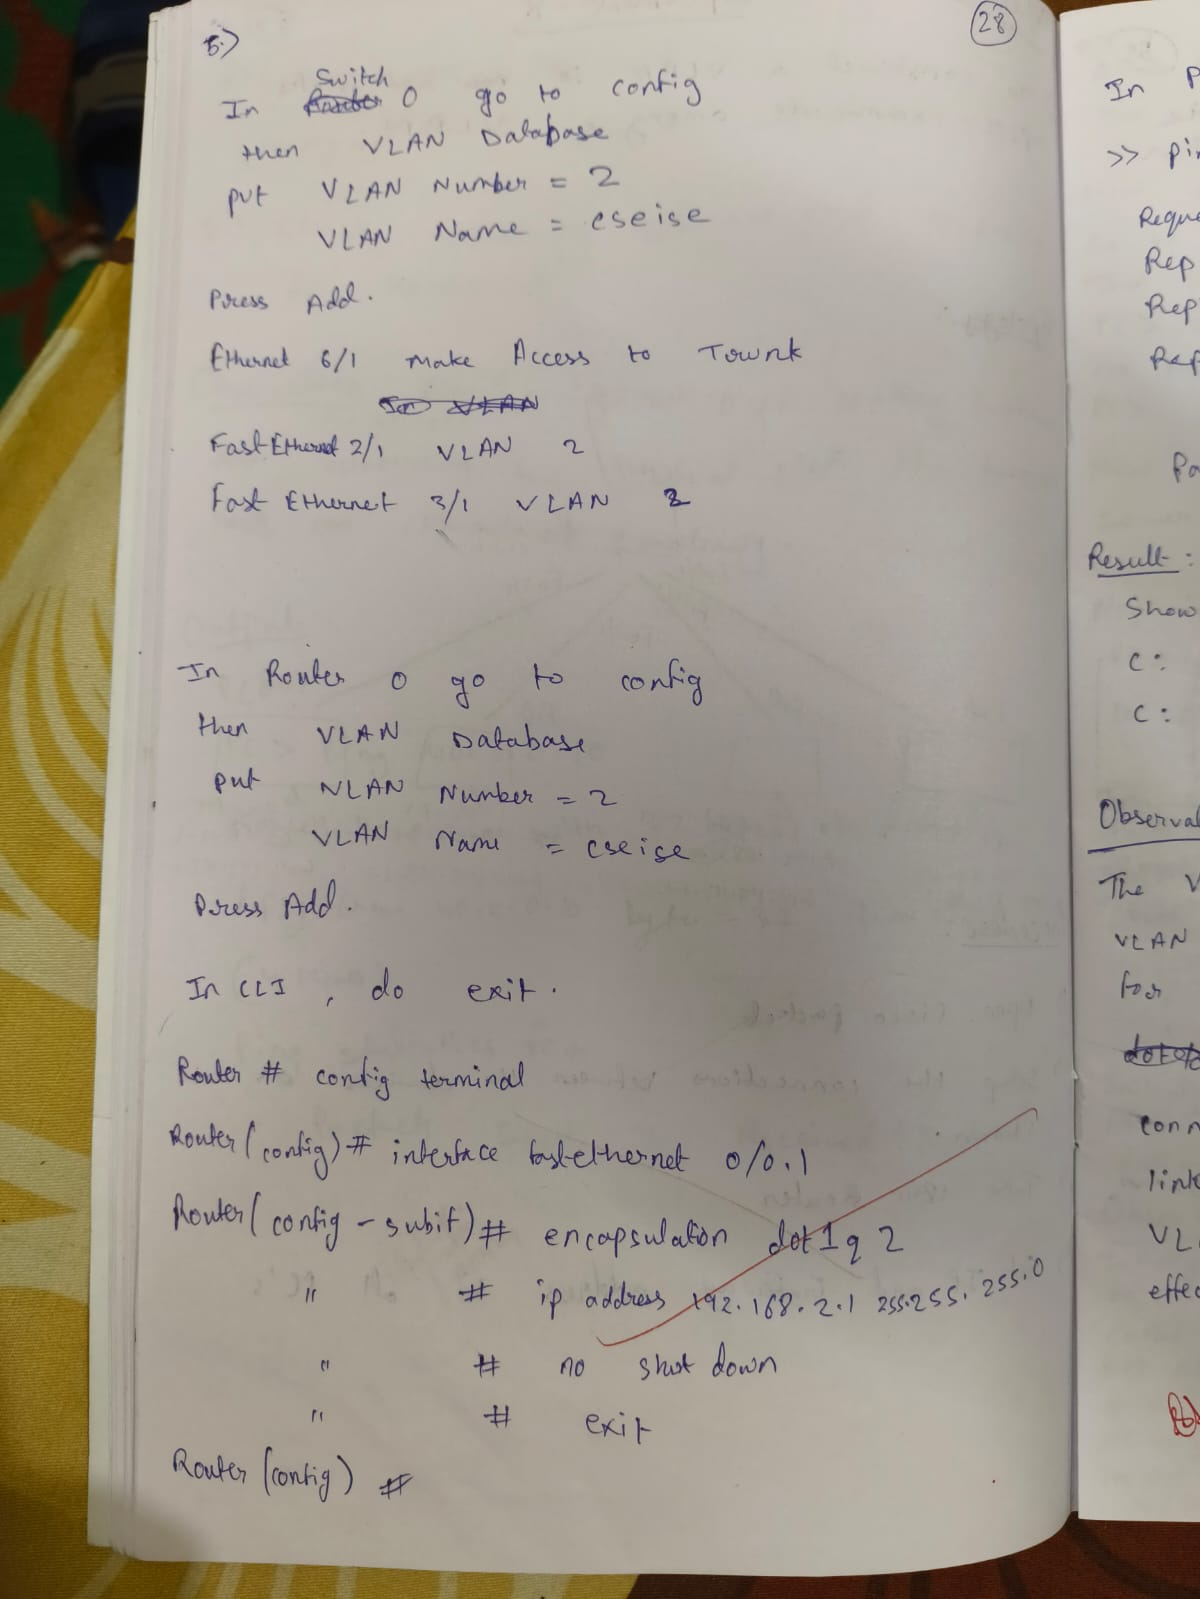 5.)
28
In Switch 0 go to config
then VLAN Database
put VLAN Number = 2
VLAN Name = cseise
Press Add.
Ethernet 6/1 make Access to Trunk
Fast Ethernet 2/1 VLAN 2
Fast Ethernet 3/1 VLAN 2
In Router 0 go to config
then VLAN Database
put VLAN Number = 2
VLAN Name = cseise
Press Add.
In CLI, do exit.
Router # config terminal
Router (config) # interface fastethernet 0/0.1
Router (config-subif) # encapsulation dot1q 2
" # ip address 192.168.2.1 255.255.255.0
" # no shut down
" # exit
Router (config) #
In P
>> pin
Reque
Rep
Rep
Rep
Pa
Result :
Show
C :
C :
Observa
The V
VLAN
for
conn
link
VL
effec